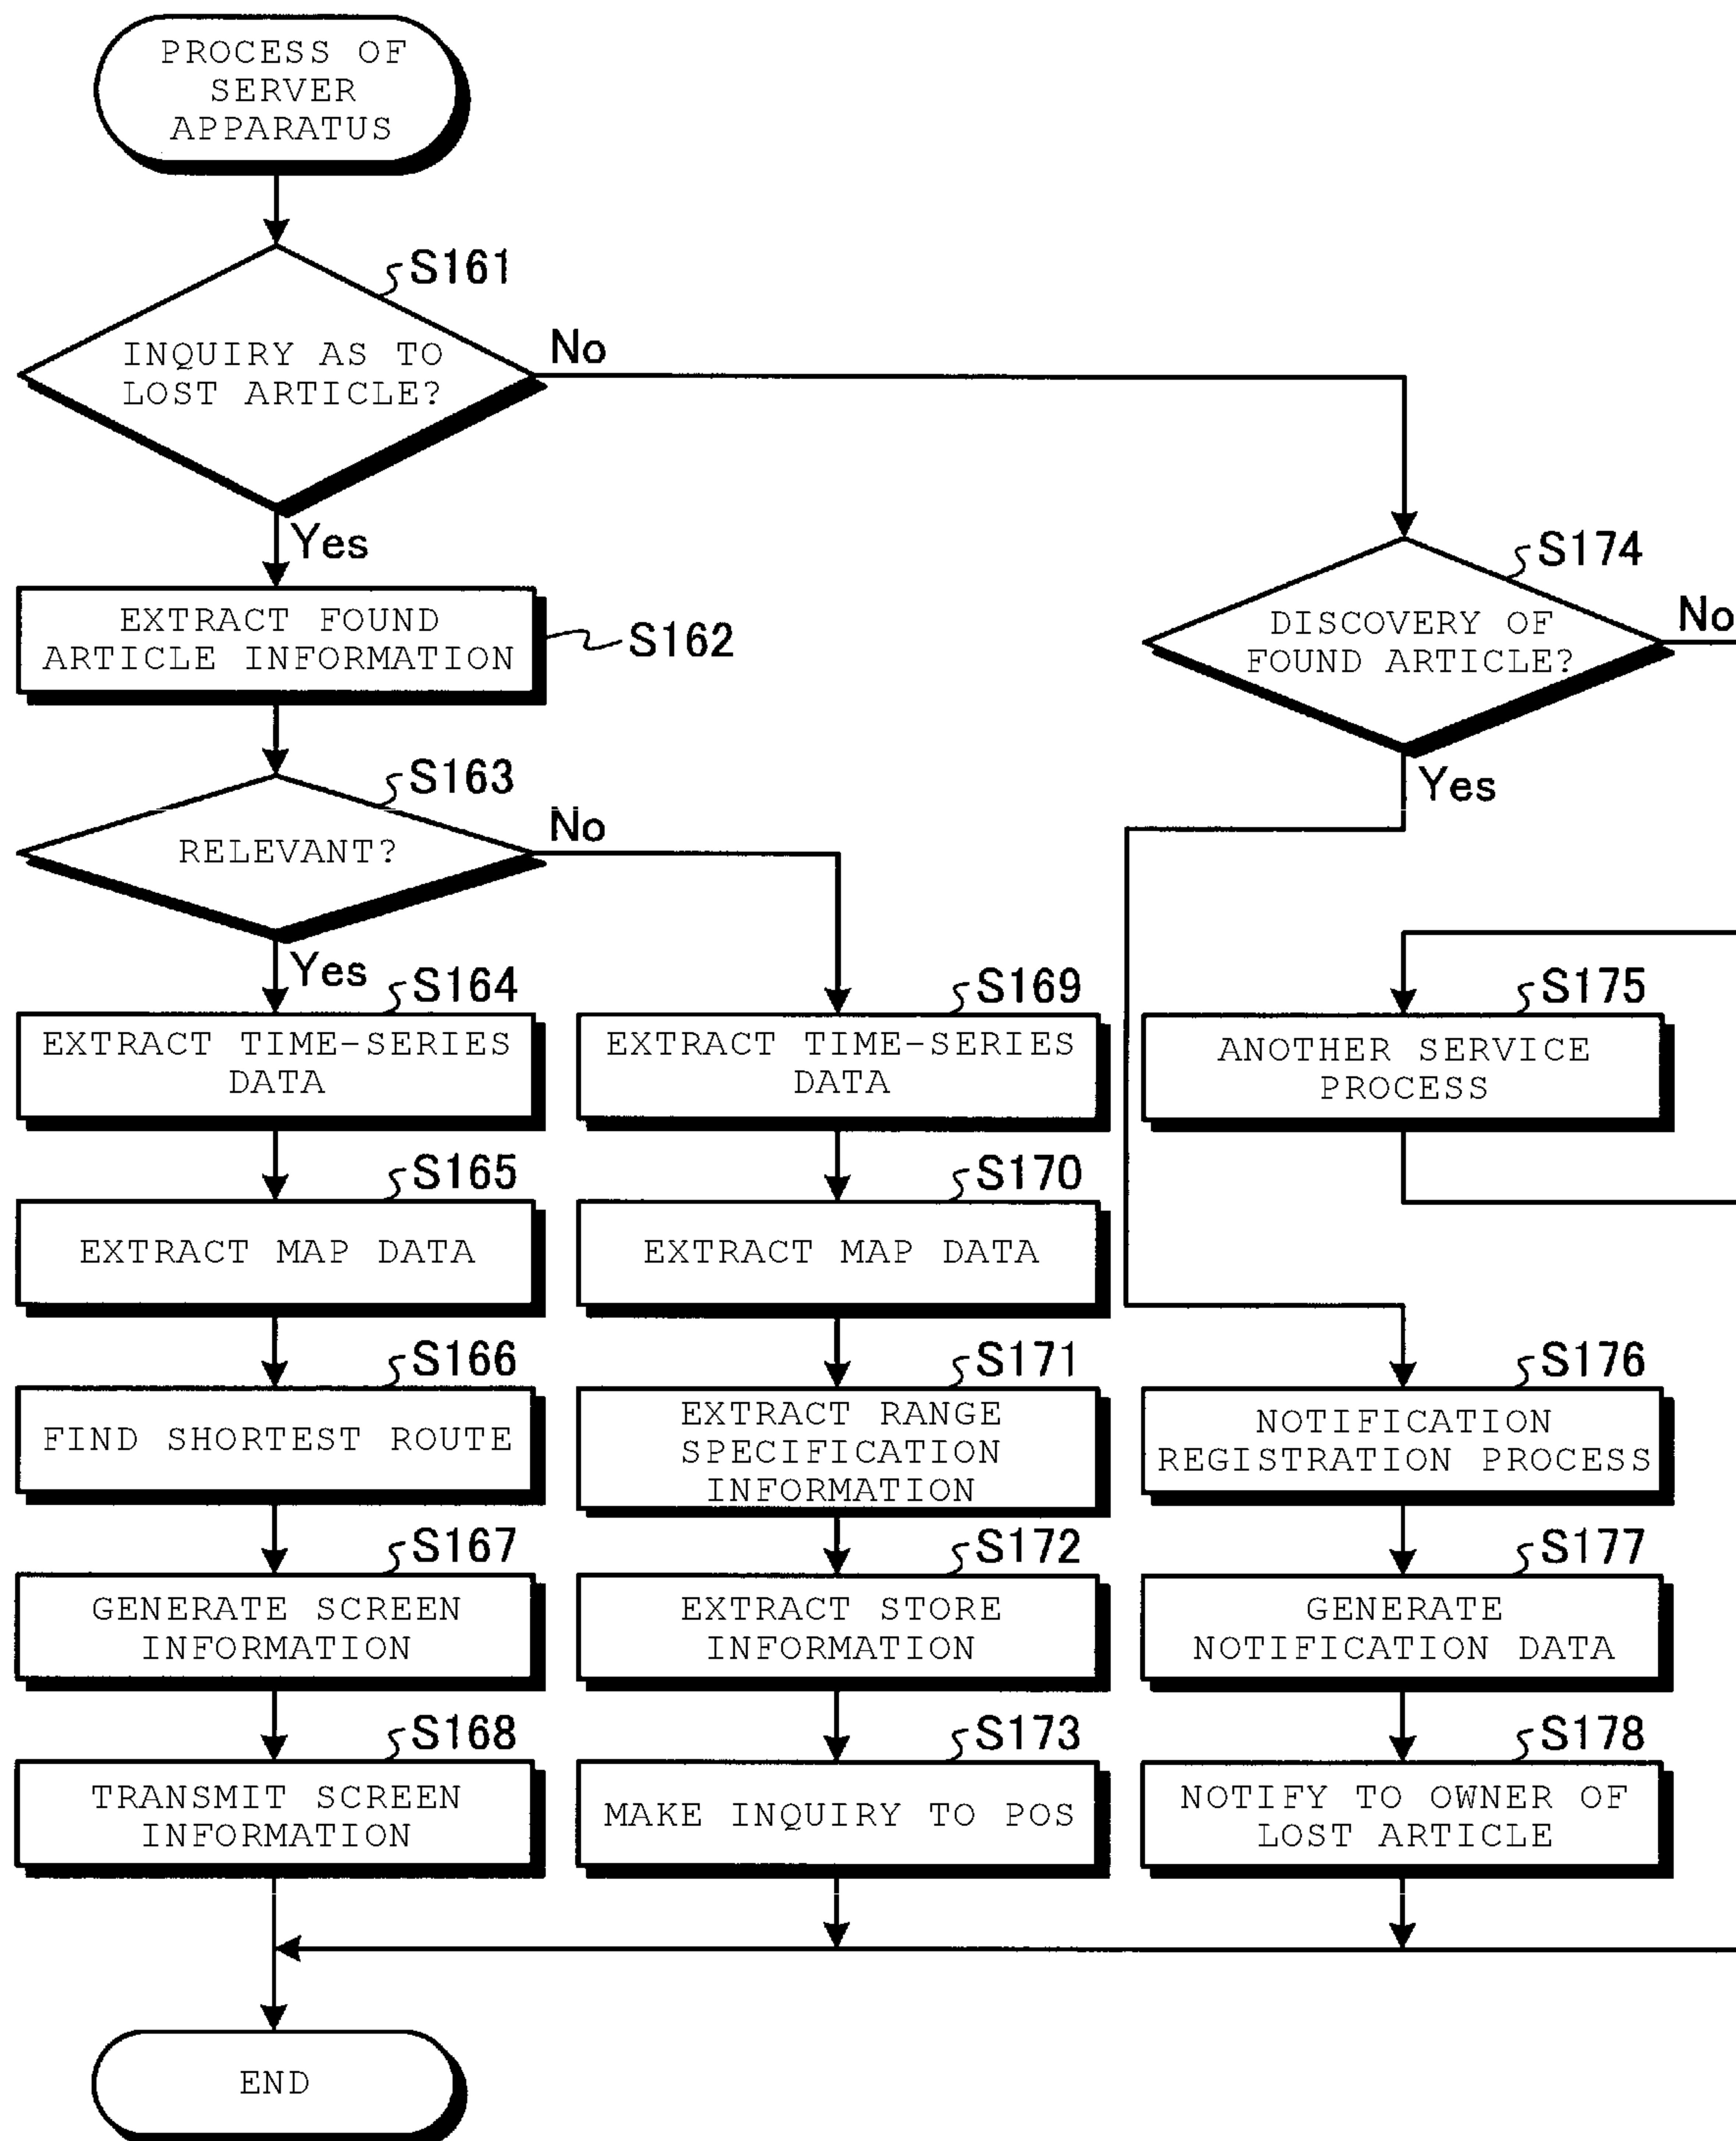 PROCESS OF
SERVER
APPARATUS
S161
INQUIRY AS TO
LOST ARTICLE?
No
Yes
EXTRACT FOUND
ARTICLE INFORMATION
S162
S163
RELEVANT?
No
Yes
S164
EXTRACT TIME-SERIES
DATA
S165
EXTRACT MAP DATA
S166
FIND SHORTEST ROUTE
S167
GENERATE SCREEN
INFORMATION
S168
TRANSMIT SCREEN
INFORMATION
S169
EXTRACT TIME-SERIES
DATA
S170
EXTRACT MAP DATA
S171
EXTRACT RANGE
SPECIFICATION
INFORMATION
S172
EXTRACT STORE
INFORMATION
S173
MAKE INQUIRY TO POS
S174
DISCOVERY OF
FOUND ARTICLE?
No
Yes
S175
ANOTHER SERVICE
PROCESS
S176
NOTIFICATION
REGISTRATION PROCESS
S177
GENERATE
NOTIFICATION DATA
S178
NOTIFY TO OWNER OF
LOST ARTICLE
END